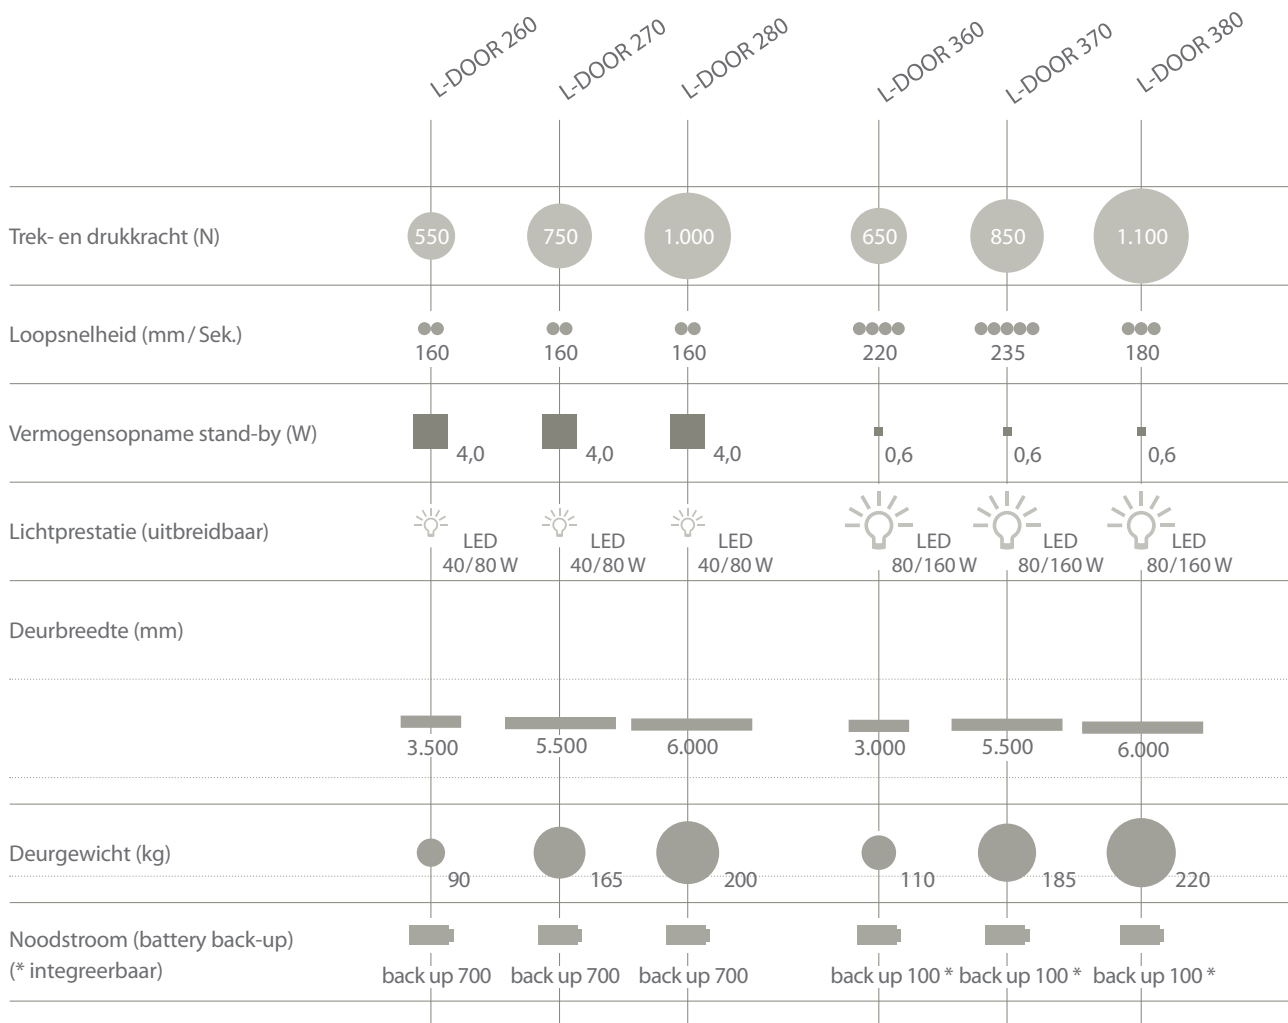 L-DOOR 260 L-DOOR 270 L-DOOR 280 L-DOOR 360 L-DOOR 370 L-DOOR 380
Trek- en drukkracht (N) 550 750 1.000 650 850 1.100
Loopsnelheid (mm / Sek.) 160 160 160 220 235 180
Vermogensopname stand-by (W) 4,0 4,0 4,0 0,6 0,6 0,6
Lichtprestatie (uitbreidbaar) LED LED LED LED LED LED
40/80 W 40/80 W 40/80 W 80/160 W 80/160 W 80/160 W
Deurbreedte (mm)
3.500 5.500 6.000 3.000 5.500 6.000
Deurgewicht (kg) 90 165 200 110 185 220
Noodstroom (battery back-up)
(* integreerbaar) back up 700 back up 700 back up 700 back up 100 * back up 100 * back up 100 *